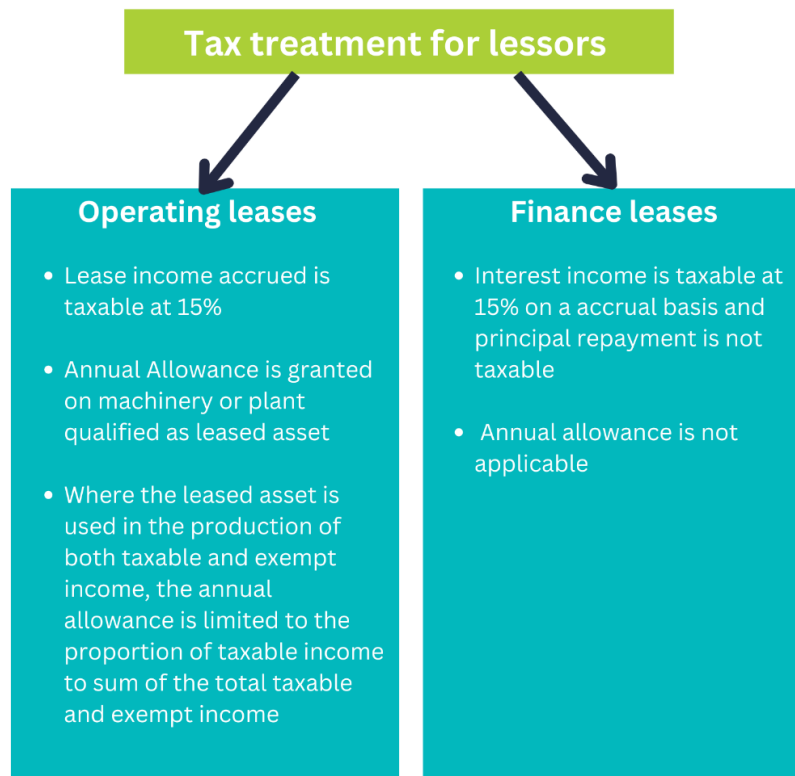 Tax treatment for lessors
Operating leases
• Lease income accrued is
taxable at 15%
• Annual Allowance is granted
on machinery or plant
qualified as leased asset
• Where the leased asset is
used in the production of
both taxable and exempt
income, the annual
allowance is limited to the
proportion of taxable income
to sum of the total taxable
and exempt income
Finance leases
• Interest income is taxable at
15% on a accrual basis and
principal repayment is not
taxable
• Annual allowance is not
applicable